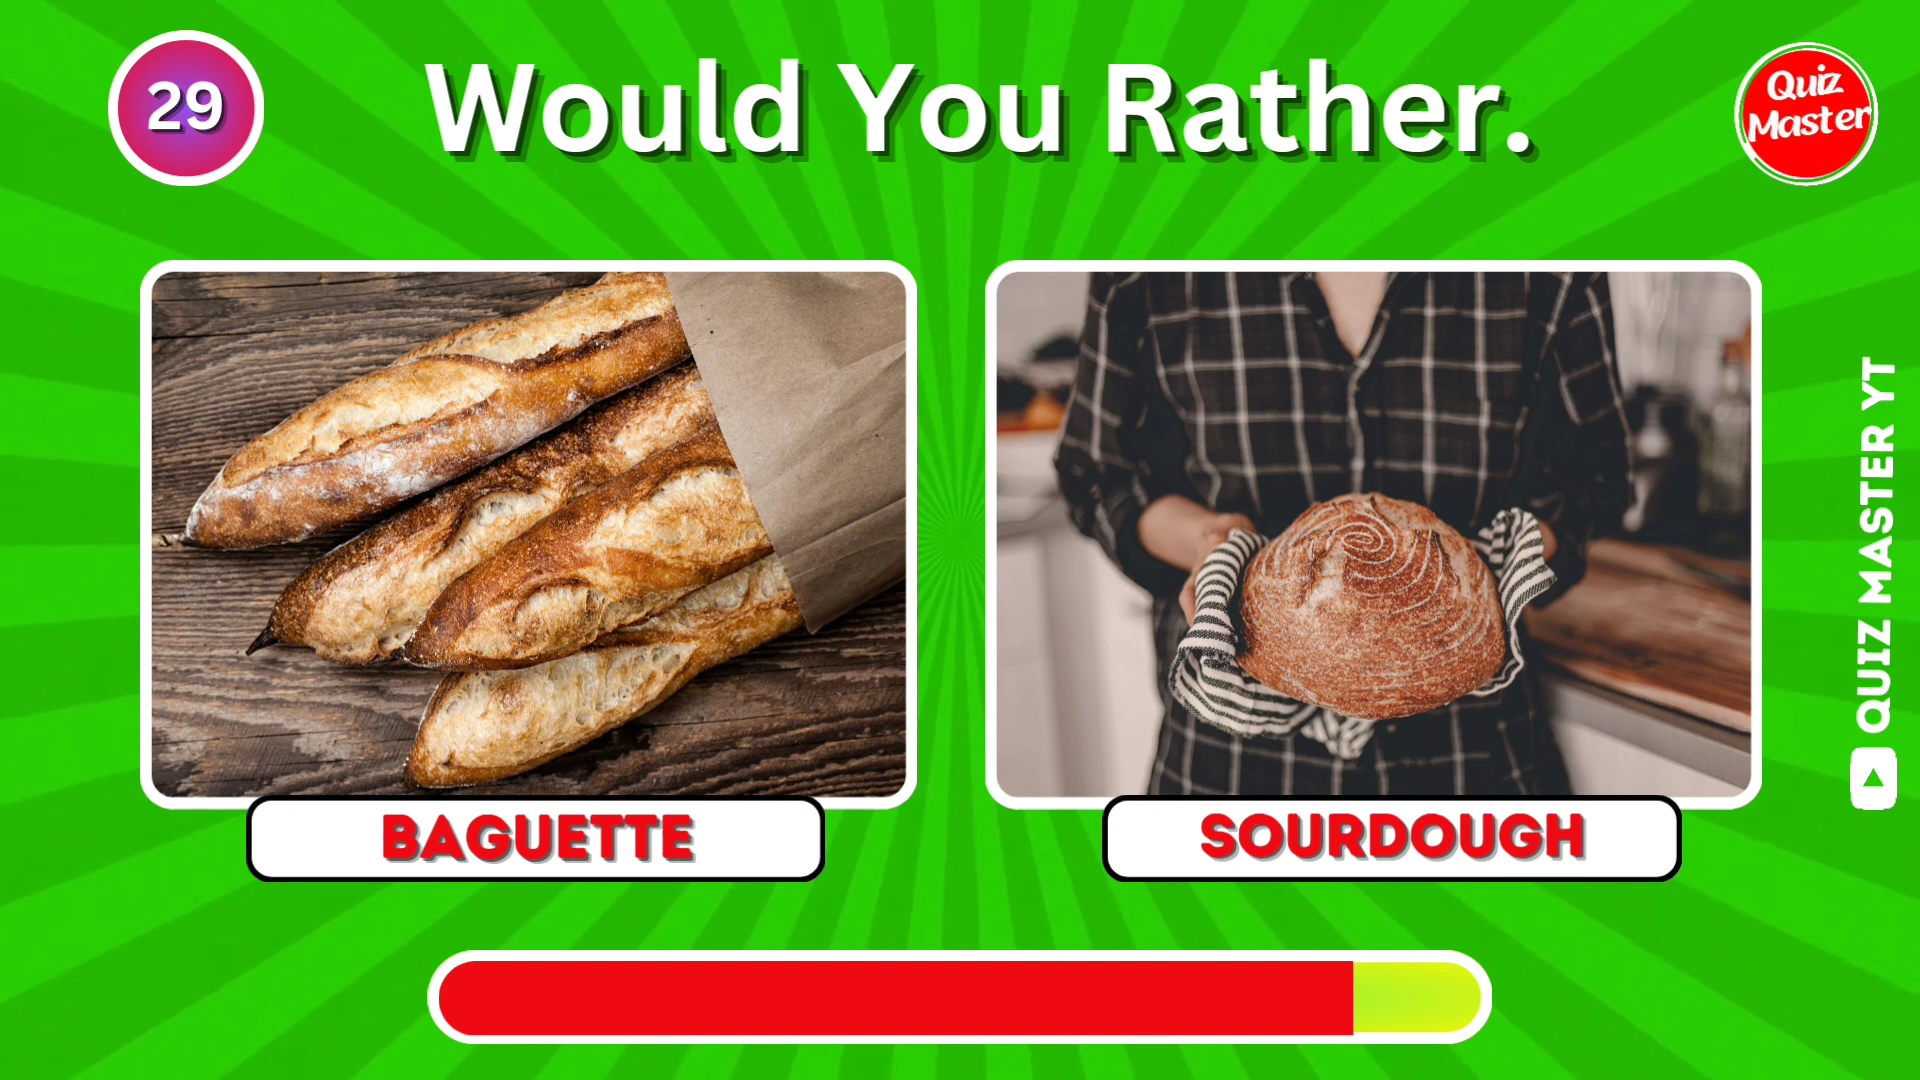 29
Would You Rather.
Quiz
Master
BAGUETTE
SOURDOUGH
QUIZ MASTER YT